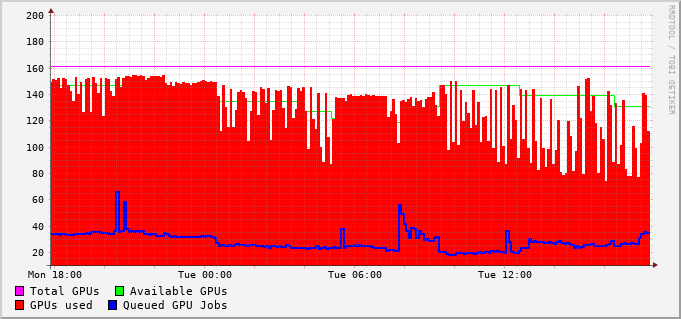 200
180
160
140
120
100
80
60
40
20
Mon 18:00 Tue 00:00 Tue 06:00 Tue 12:00
Total GPUs Available GPUs
GPUs used Queued GPU Jobs
RRDTOOL / TOBI OETIKER